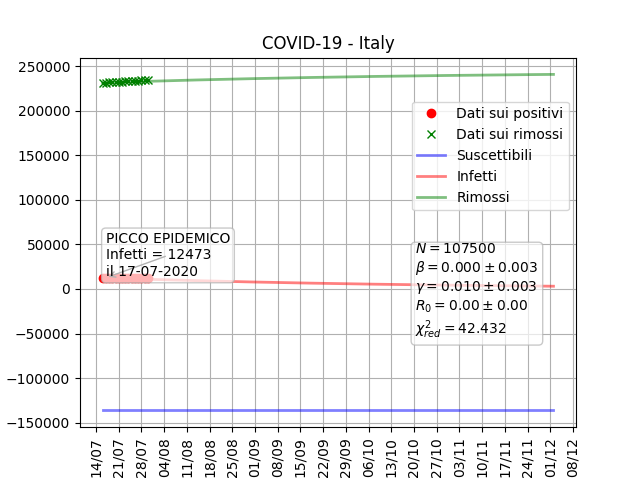 COVID-19 - Italy
250000
200000
150000
100000
50000
0
−50000
−100000
−150000
Dati sui positivi
Dati sui rimossi
Suscettibili
Infetti
Rimossi
PICCO EPIDEMICO
Infetti = 12473
il 17-07-2020
N = 107500
β = 0.000 ± 0.003
γ = 0.010 ± 0.003
R₀ = 0.00 ± 0.00
χ²_red = 42.432
14/07
21/07
28/07
04/08
11/08
18/08
25/08
01/09
08/09
15/09
22/09
29/09
06/10
13/10
20/10
27/10
03/11
10/11
17/11
24/11
01/12
08/12